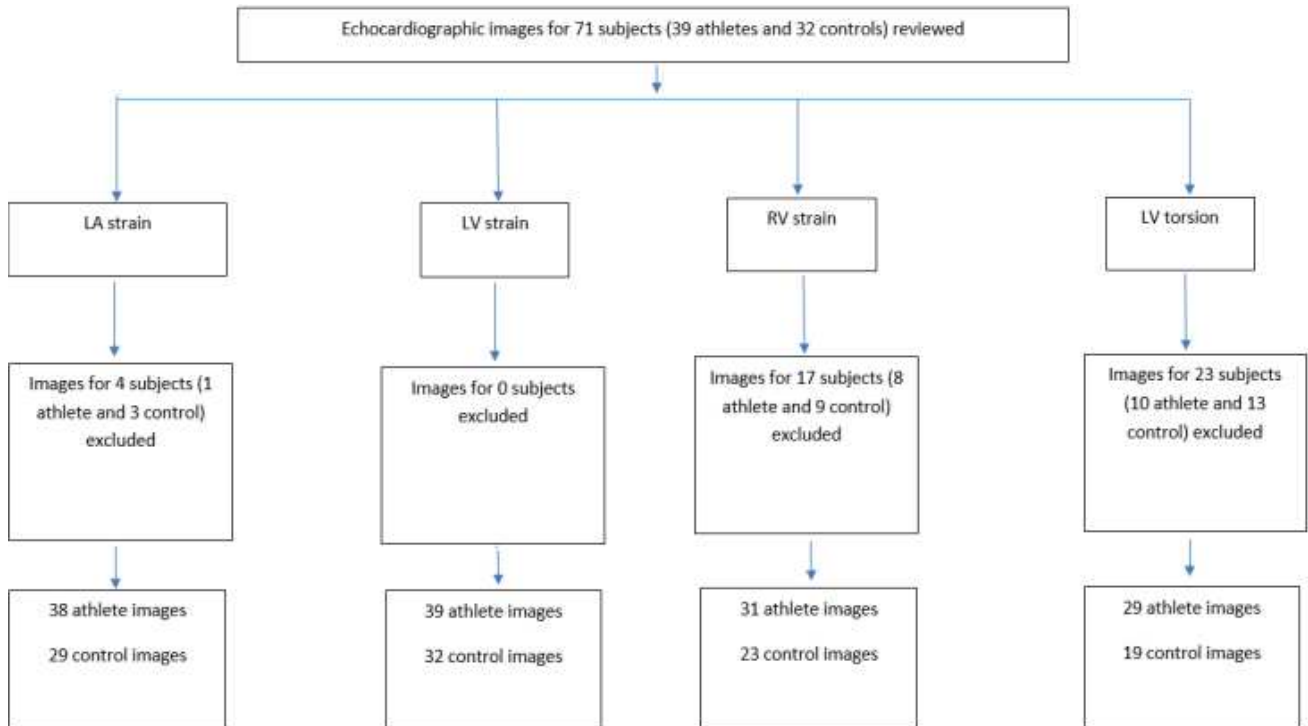 Echocardiographic images for 71 subjects (39 athletes and 32 controls) reviewed
LA strain
LV strain
RV strain
LV torsion
Images for 4 subjects (1
athlete and 3 control)
excluded
Images for 0 subjects
excluded
Images for 17 subjects (8
athlete and 9 control)
excluded
Images for 23 subjects
(10 athlete and 13
control) excluded
38 athlete images
29 control images
39 athlete images
32 control images
31 athlete images
23 control images
29 athlete images
19 control images